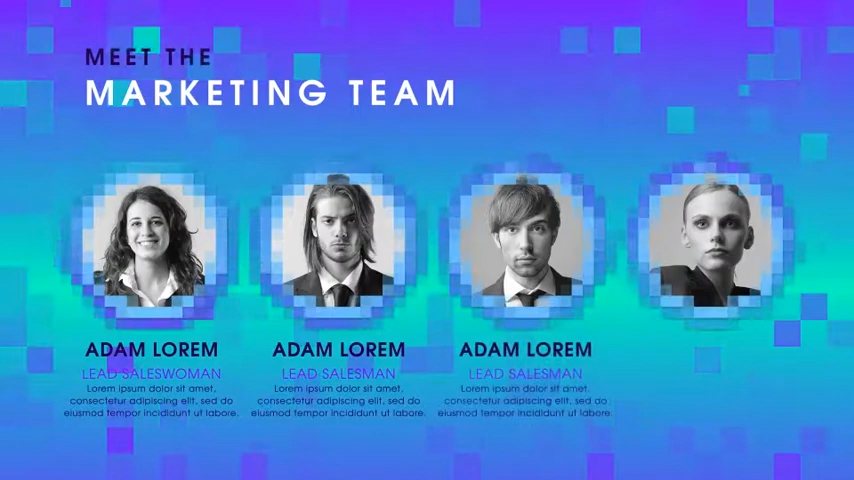 MEET THE
MARKETING TEAM
ADAM LOREM
LEAD SALESWOMAN
Lorem ipsum dolor sit amet,
consectetur adipiscing elit, sed do
eiusmod tempor incididunt ut labore.
ADAM LOREM
LEAD SALESMAN
Lorem ipsum dolor sit amet,
consectetur adipiscing elit, sed do
eiusmod tempor incididunt ut labore.
ADAM LOREM
LEAD SALESMAN
Lorem ipsum dolor sit amet,
consectetur adipiscing elit, sed do
eiusmod tempor incididunt ut labore.